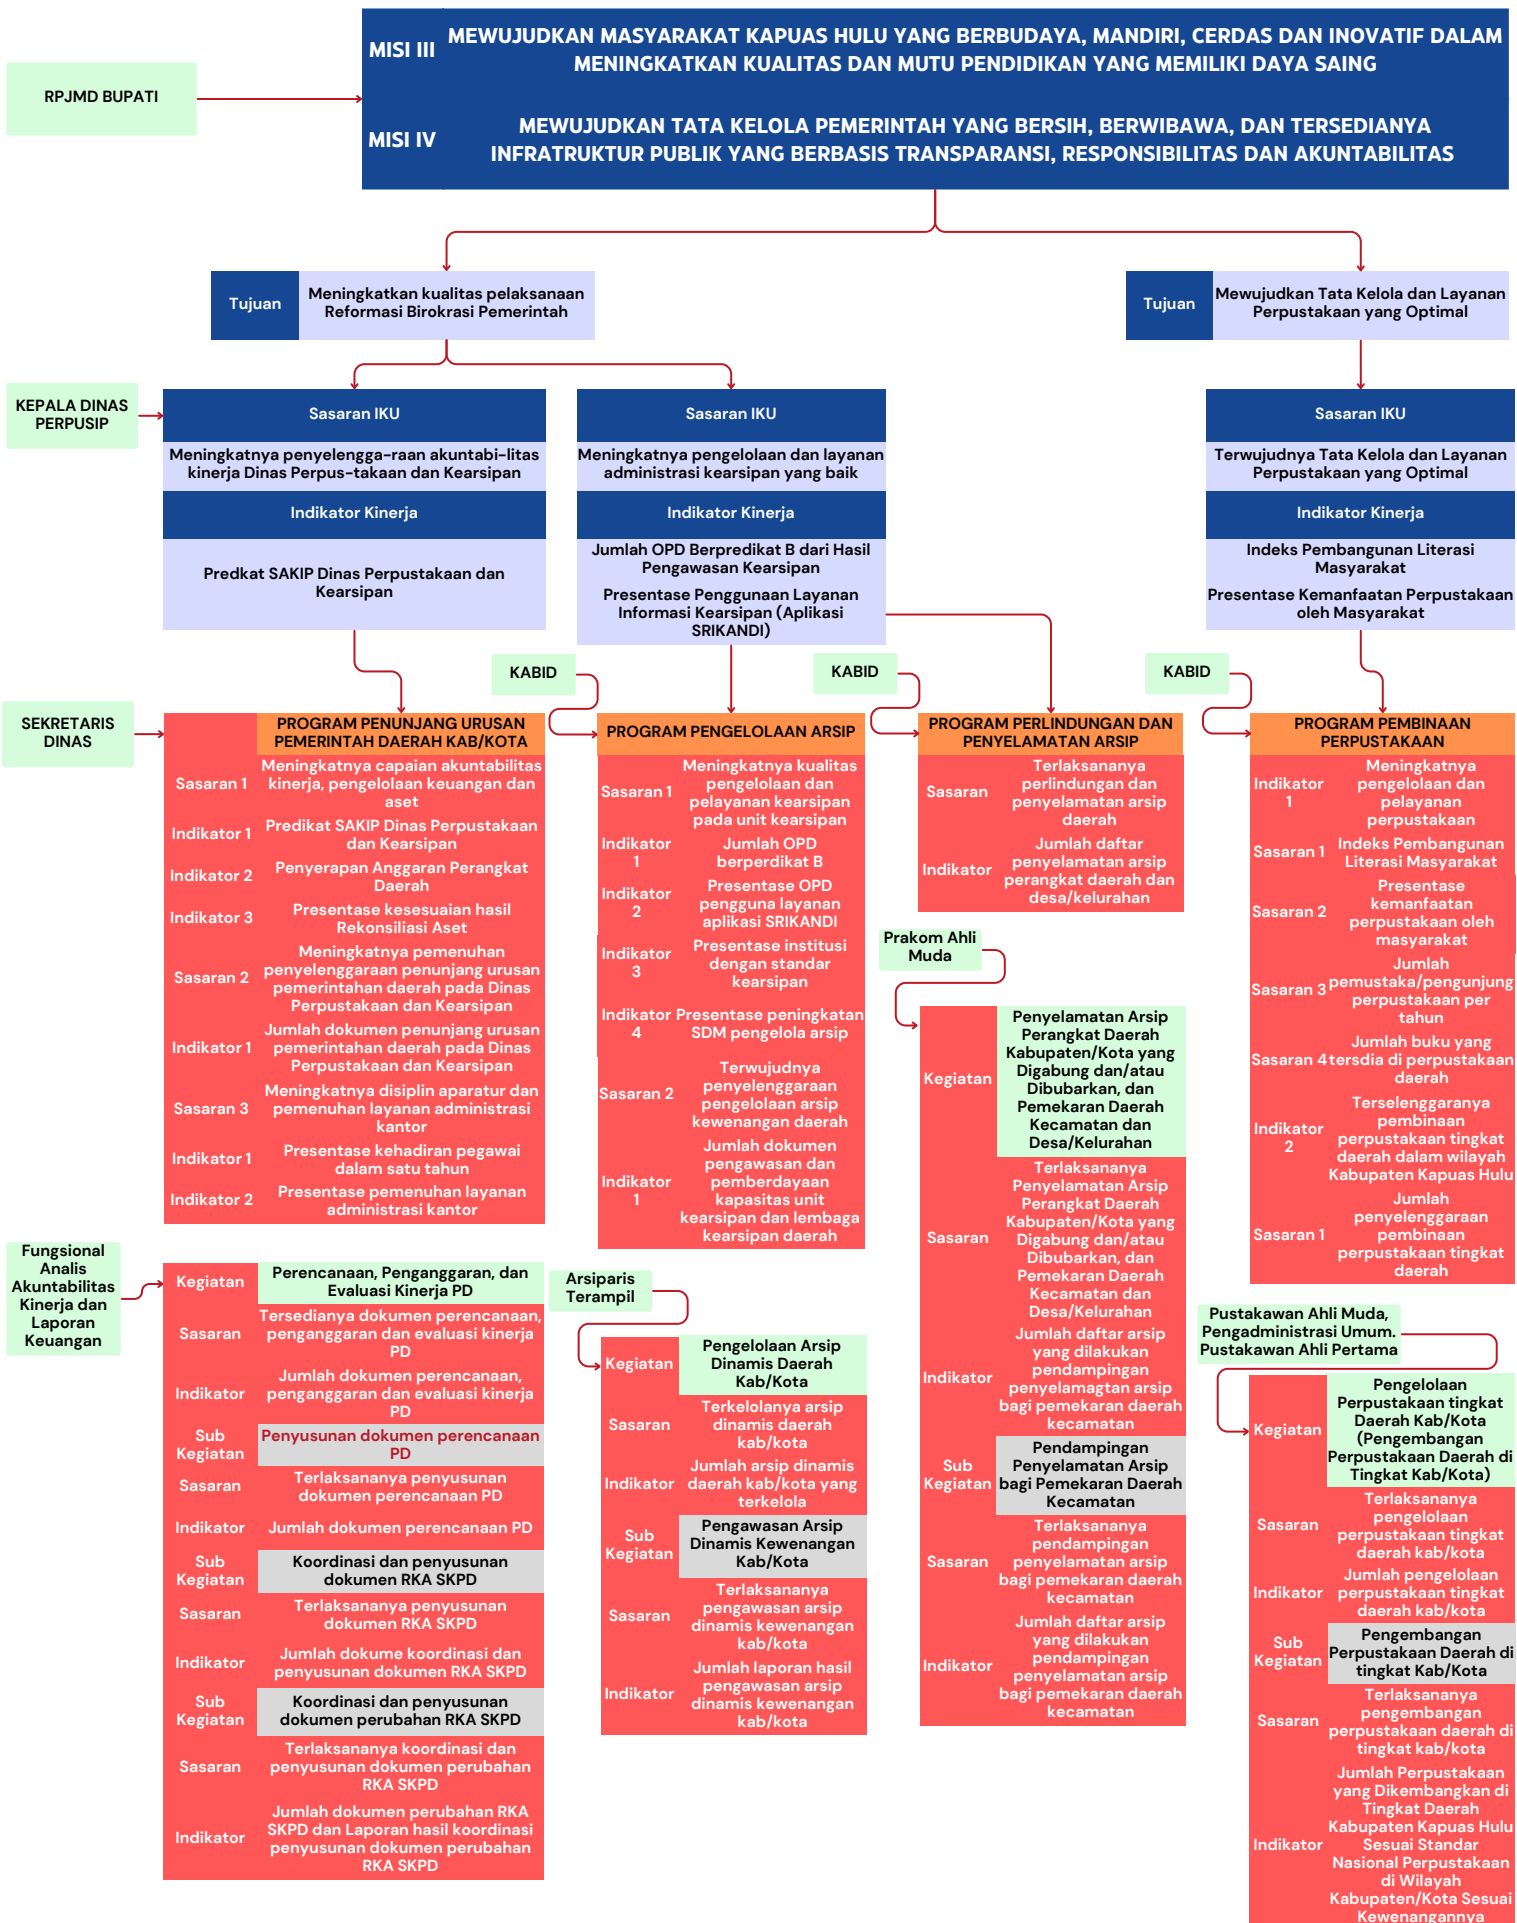 RPJMD BUPATI
MISI III
MEWUJUDKAN MASYARAKAT KAPUAS HULU YANG BERBUDAYA, MANDIRI, CERDAS DAN INOVATIF DALAM
MENINGKATKAN KUALITAS DAN MUTU PENDIDIKAN YANG MEMILIKI DAYA SAING
MISI IV
MEWUJUDKAN TATA KELOLA PEMERINTAH YANG BERSIH, BERWIBAWA, DAN TERSEDIANYA
INFRATRUKTUR PUBLIK YANG BERBASIS TRANSPARANSI, RESPONSIBILITAS DAN AKUNTABILITAS
Tujuan
Meningkatkan kualitas pelaksanaan
Reformasi Birokrasi Pemerintah
Tujuan
Mewujudkan Tata Kelola dan Layanan
Perpustakaan yang Optimal
KEPALA DINAS
PERPUSIP
Sasaran IKU
Meningkatnya penyelengga-raan akuntabi-litas
kinerja Dinas Perpus-takaan dan Kearsipan
Indikator Kinerja
Predkat SAKIP Dinas Perpustakaan dan
Kearsipan
Sasaran IKU
Meningkatnya pengelolaan dan layanan
administrasi kearsipan yang baik
Indikator Kinerja
Jumlah OPD Berpredikat B dari Hasil
Pengawasan Kearsipan
Presentase Penggunaan Layanan
Informasi Kearsipan (Aplikasi
SRIKANDI)
Sasaran IKU
Terwujudnya Tata Kelola dan Layanan
Perpustakaan yang Optimal
Indikator Kinerja
Indeks Pembangunan Literasi
Masyarakat
Presentase Kemanfaatan Perpustakaan
oleh Masyarakat
SEKRETARIS
DINAS
PROGRAM PENUNJANG URUSAN
PEMERINTAH DAERAH KAB/KOTA
Sasaran 1
Meningkatnya capaian akuntabilitas
kinerja, pengelolaan keuangan dan
aset
Indikator 1
Predikat SAKIP Dinas Perpustakaan
dan Kearsipan
Indikator 2
Penyerapan Anggaran Perangkat
Daerah
Indikator 3
Presentase kesesuaian hasil
Rekonsiliasi Aset
Sasaran 2
Meningkatnya pemenuhan
penyelenggaraan penunjang urusan
pemerintahan daerah pada Dinas
Perpustakaan dan Kearsipan
Indikator 1
Jumlah dokumen penunjang urusan
pemerintahan daerah pada Dinas
Perpustakaan dan Kearsipan
Sasaran 3
Meningkatnya disiplin aparatur dan
pemenuhan layanan administrasi
kantor
Indikator 1
Presentase kehadiran pegawai
dalam satu tahun
Indikator 2
Presentase pemenuhan layanan
administrasi kantor
KABID
PROGRAM PENGELOLAAN ARSIP
Sasaran 1
Meningkatnya kualitas
pengelolaan dan
pelayanan kearsipan
pada unit kearsipan
Indikator
1
Jumlah OPD
berperdikat B
Indikator
2
Presentase OPD
pengguna layanan
aplikasi SRIKANDI
Indikator
3
Presentase institusi
dengan standar
kearsipan
Indikator
4
Presentase peningkatan
SDM pengelola arsip
Sasaran 2
Terwujudnya
penyelenggaraan
pengelolaan arsip
kewenangan daerah
Indikator
1
Jumlah dokumen
pengawasan dan
pemberdayaan
kapasitas unit
kearsipan dan lembaga
kearsipan daerah
KABID
PROGRAM PERLINDUNGAN DAN
PENYELAMATAN ARSIP
Sasaran
Terlaksananya
perlindungan dan
penyelamatan arsip
daerah
Indikator
Jumlah daftar
penyelamatan arsip
perangkat daerah dan
desa/kelurahan
KABID
PROGRAM PEMBINAAN
PERPUSTAKAAN
Indikator
1
Meningkatnya
pengelolaan dan
pelayanan
perpustakaan
Sasaran 1
Indeks Pembangunan
Literasi Masyarakat
Sasaran 2
Presentase
kemanfaatan
perpustakaan oleh
masyarakat
Sasaran 3
Jumlah
pemustaka/pengunjung
perpustakaan per
tahun
Sasaran 4
Jumlah buku yang
tersdia di perpustakaan
daerah
Indikator
2
Terselenggaranya
pembinaan
perpustakaan tingkat
daerah dalam wilayah
Kabupaten Kapuas Hulu
Sasaran 1
Jumlah
penyelenggaraan
pembinaan
perpustakaan tingkat
daerah
Fungsional
Analis
Akuntabilitas
Kinerja dan
Laporan
Keuangan
Kegiatan
Perencanaan, Penganggaran, dan
Evaluasi Kinerja PD
Sasaran
Tersedianya dokumen perencanaan,
penganggaran dan evaluasi kinerja
PD
Indikator
Jumlah dokumen perencanaan,
penganggaran dan evaluasi kinerja
PD
Sub
Kegiatan
Penyusunan dokumen perencanaan
PD
Sasaran
Terlaksananya penyusunan
dokumen perencanaan PD
Indikator
Jumlah dokumen perencanaan PD
Sub
Kegiatan
Koordinasi dan penyusunan
dokumen RKA SKPD
Sasaran
Terlaksananya penyusunan
dokumen RKA SKPD
Indikator
Jumlah dokume koordinasi dan
penyusunan dokumen RKA SKPD
Sub
Kegiatan
Koordinasi dan penyusunan
dokumen perubahan RKA SKPD
Sasaran
Terlaksananya koordinasi dan
penyusunan dokumen perubahan
RKA SKPD
Indikator
Jumlah dokumen perubahan RKA
SKPD dan Laporan hasil koordinasi
penyusunan dokumen perubahan
RKA SKPD
Arsiparis
Terampil
Kegiatan
Pengelolaan Arsip
Dinamis Daerah
Kab/Kota
Sasaran
Terkelolanya arsip
dinamis daerah
kab/kota
Indikator
Jumlah arsip dinamis
daerah kab/kota yang
terkelola
Sub
Kegiatan
Pengawasan Arsip
Dinamis Kewenangan
Kab/Kota
Sasaran
Terlaksananya
pengawasan arsip
dinamis kewenangan
kab/kota
Indikator
Jumlah laporan hasil
pengawasan arsip
dinamis kewenangan
kab/kota
Prakom Ahli
Muda
Kegiatan
Penyelamatan Arsip
Perangkat Daerah
Kabupaten/Kota yang
Digabung dan/atau
Dibubarkan, dan
Pemekaran Daerah
Kecamatan dan
Desa/Kelurahan
Sasaran
Terlaksananya
Penyelamatan Arsip
Perangkat Daerah
Kabupaten/Kota yang
Digabung dan/atau
Dibubarkan, dan
Pemekaran Daerah
Kecamatan dan
Desa/Kelurahan
Indikator
Jumlah daftar arsip
yang dilakukan
pendampingan
penyelamagtan arsip
bagi pemekaran daerah
kecamatan
Sub
Kegiatan
Pendampingan
Penyelamatan Arsip
bagi Pemekaran Daerah
Kecamatan
Sasaran
Terlaksananya
pendampingan
penyelamatan arsip
bagi pemekaran daerah
kecamatan
Indikator
Jumlah daftar arsip
yang dilakukan
pendampingan
penyelamatan arsip
bagi pemekaran daerah
kecamatan
Pustakawan Ahli Muda,
Pengadministrasi Umum.
Pustakawan Ahli Pertama
Kegiatan
Pengelolaan
Perpustakaan tingkat
Daerah Kab/Kota
(Pengembangan
Perpustakaan Daerah di
Tingkat Kab/Kota)
Sasaran
Terlaksananya
pengelolaan
perpustakaan tingkat
daerah kab/kota
Indikator
Jumlah pengelolaan
perpustakaan tingkat
daerah kab/kota
Sub
Kegiatan
Pengembangan
Perpustakaan Daerah di
tingkat Kab/Kota
Sasaran
Terlaksananya
pengembangan
perpustakaan daerah di
tingkat kab/kota
Indikator
Jumlah Perpustakaan
yang Dikembangkan di
Tingkat Daerah
Kabupaten Kapuas Hulu
Sesuai Standar
Nasional Perpustakaan
di Wilayah
Kabupaten/Kota Sesuai
Kewenangannya